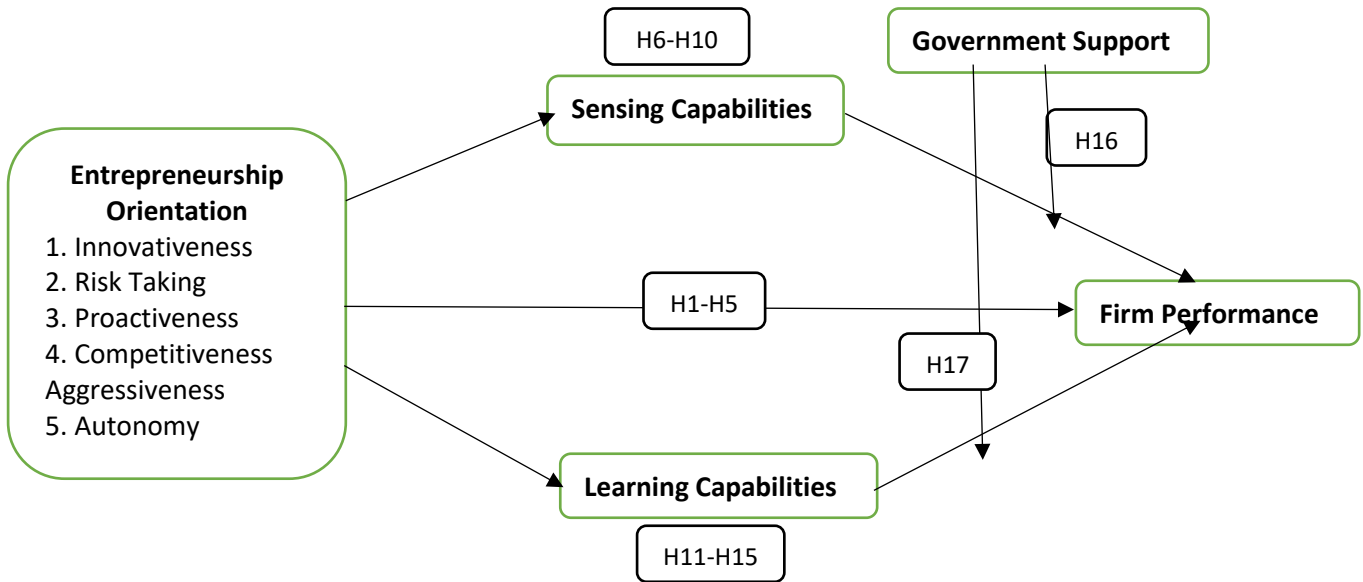 H6-H10
Government Support
Sensing Capabilities
H16
Entrepreneurship
Orientation
1. Innovativeness
2. Risk Taking
3. Proactiveness
4. Competitiveness
Aggressiveness
5. Autonomy
H1-H5
Firm Performance
H17
Learning Capabilities
H11-H15